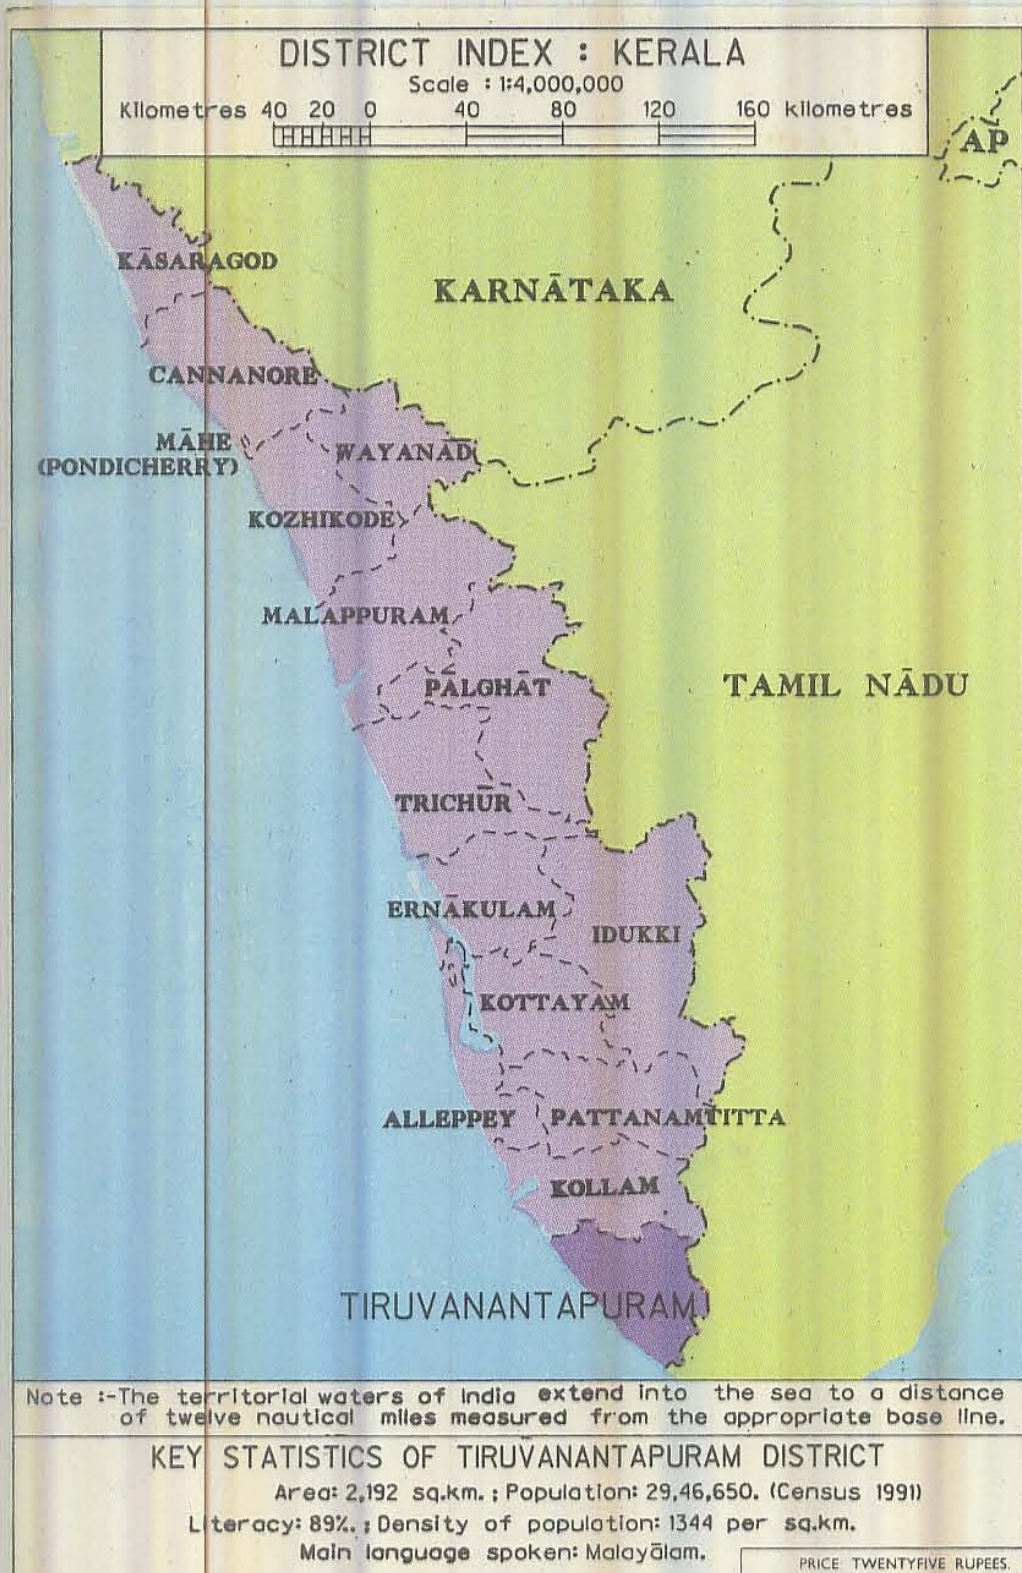 DISTRICT INDEX : KERALA
Scale : 1:4,000,000
Kilometres 40 20 0 40 80 120 160 kilometres
AP
KĀSARAGOD
KARNĀTAKA
CANNANORE
MĀHE
(PONDICHERRY)
WAYANĀD
KOZHIKODE
MALAPPURAM
PĀLGHĀT
TAMIL NĀDU
TRICHŪR
ERNĀKULAM
IDUKKI
KOTTAYAM
ALLEPPEY
PATTANAMTITTA
KOLLAM
TIRUVANANTAPURAM
Note :-The territorial waters of India extend into the sea to a distance
of twelve nautical miles measured from the appropriate base line.
KEY STATISTICS OF TIRUVANANTAPURAM DISTRICT
Area: 2,192 sq.km. ; Population: 29,46,650. (Census 1991)
Literacy: 89%. ; Density of population: 1344 per sq.km.
Main language spoken: Malayālam.
PRICE TWENTYFIVE RUPEES.